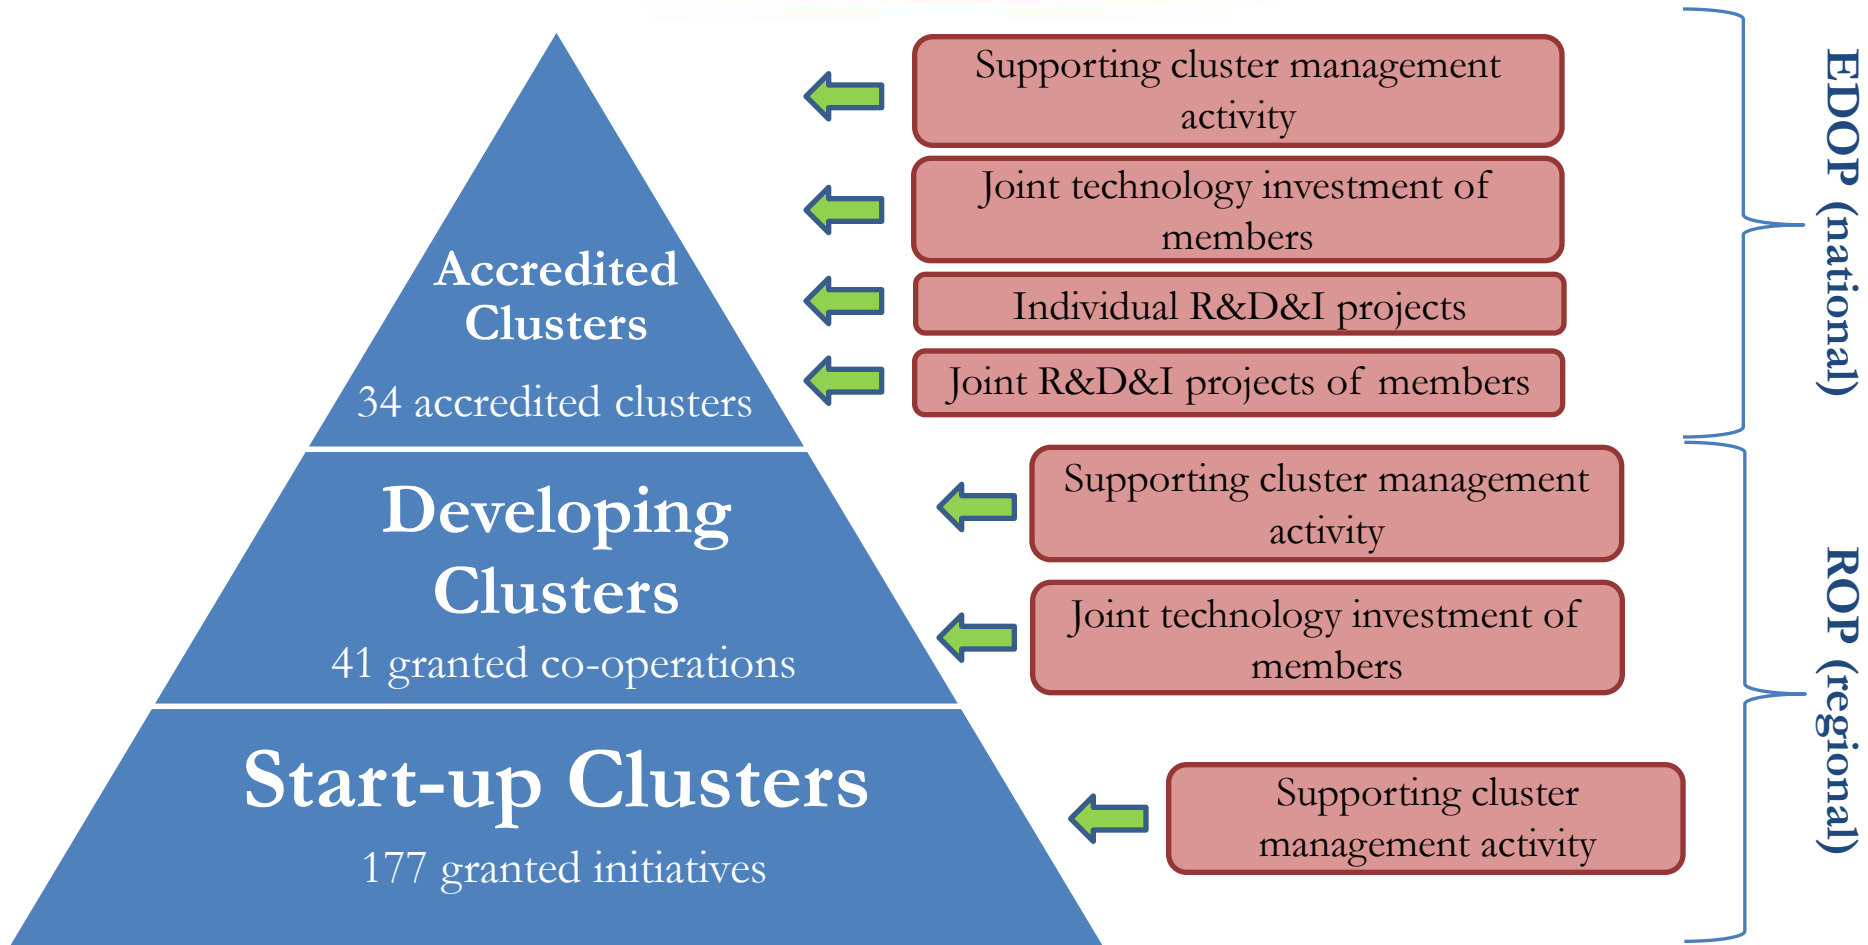 Accredited
Clusters
34 accredited clusters
Developing
Clusters
41 granted co-operations
Start-up Clusters
177 granted initiatives
Supporting cluster management
activity
Joint technology investment of
members
Individual R&D&I projects
Joint R&D&I projects of members
Supporting cluster management
activity
Joint technology investment of
members
Supporting cluster
management activity
EDOP (national)
ROP (regional)